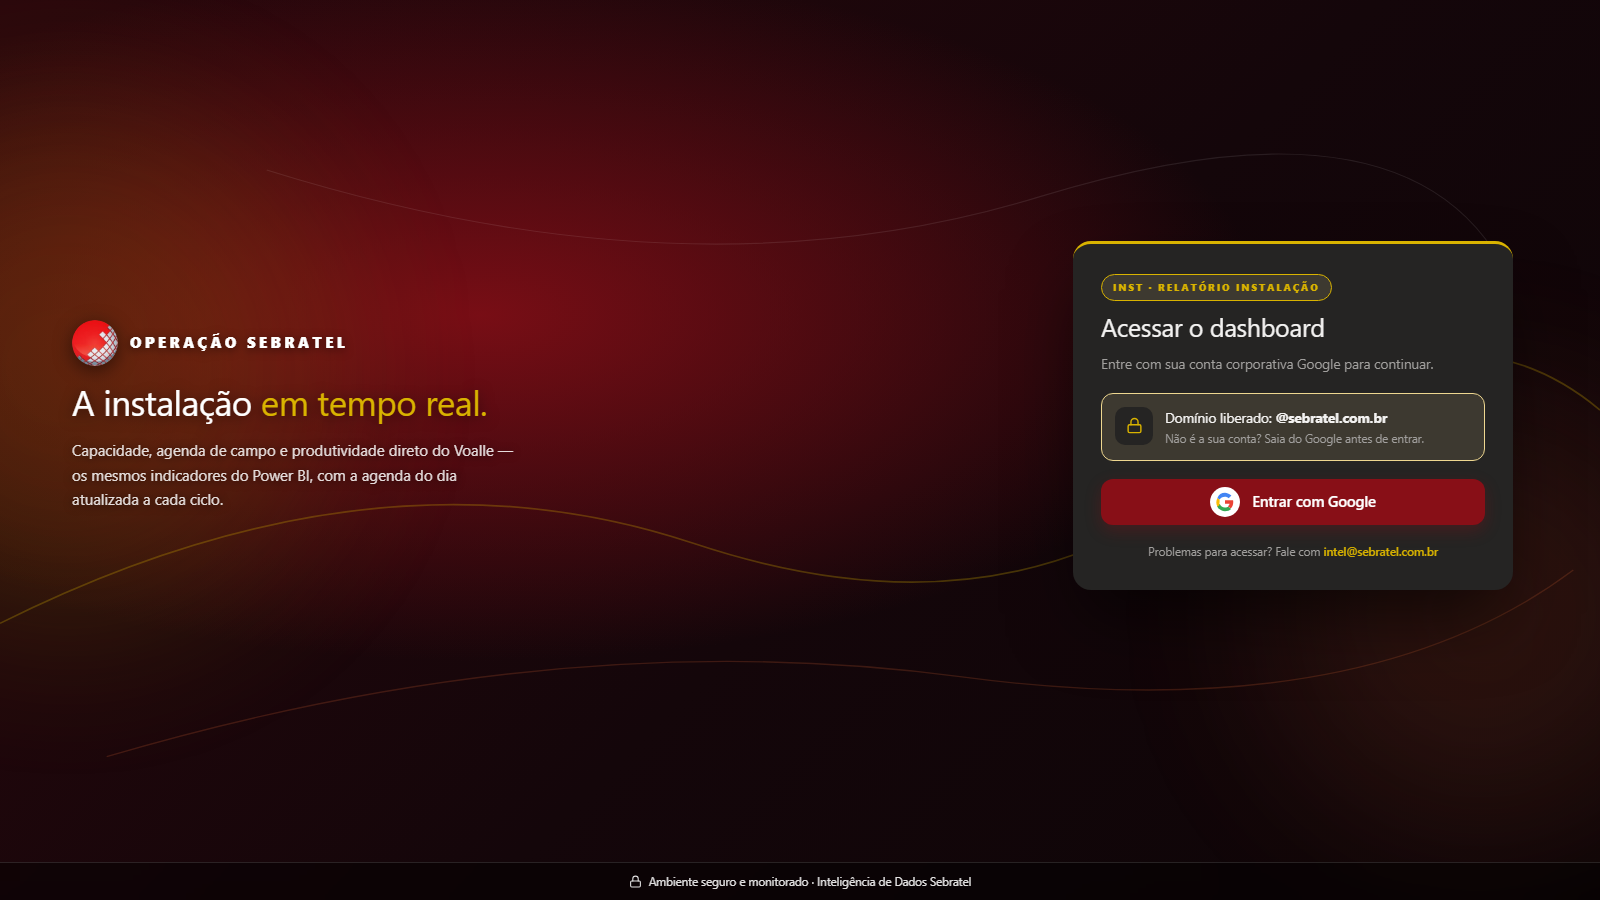 OPERAÇÃO SEBRATEL
A instalação em tempo real.
Capacidade, agenda de campo e produtividade direto do Voalle —
os mesmos indicadores do Power BI, com a agenda do dia
atualizada a cada ciclo.
INST · RELATÓRIO INSTALAÇÃO
Acessar o dashboard
Entre com sua conta corporativa Google para continuar.
Domínio liberado: @sebratel.com.br
Não é a sua conta? Saia do Google antes de entrar.
Entrar com Google
Problemas para acessar? Fale com intel@sebratel.com.br
Ambiente seguro e monitorado · Inteligência de Dados Sebratel